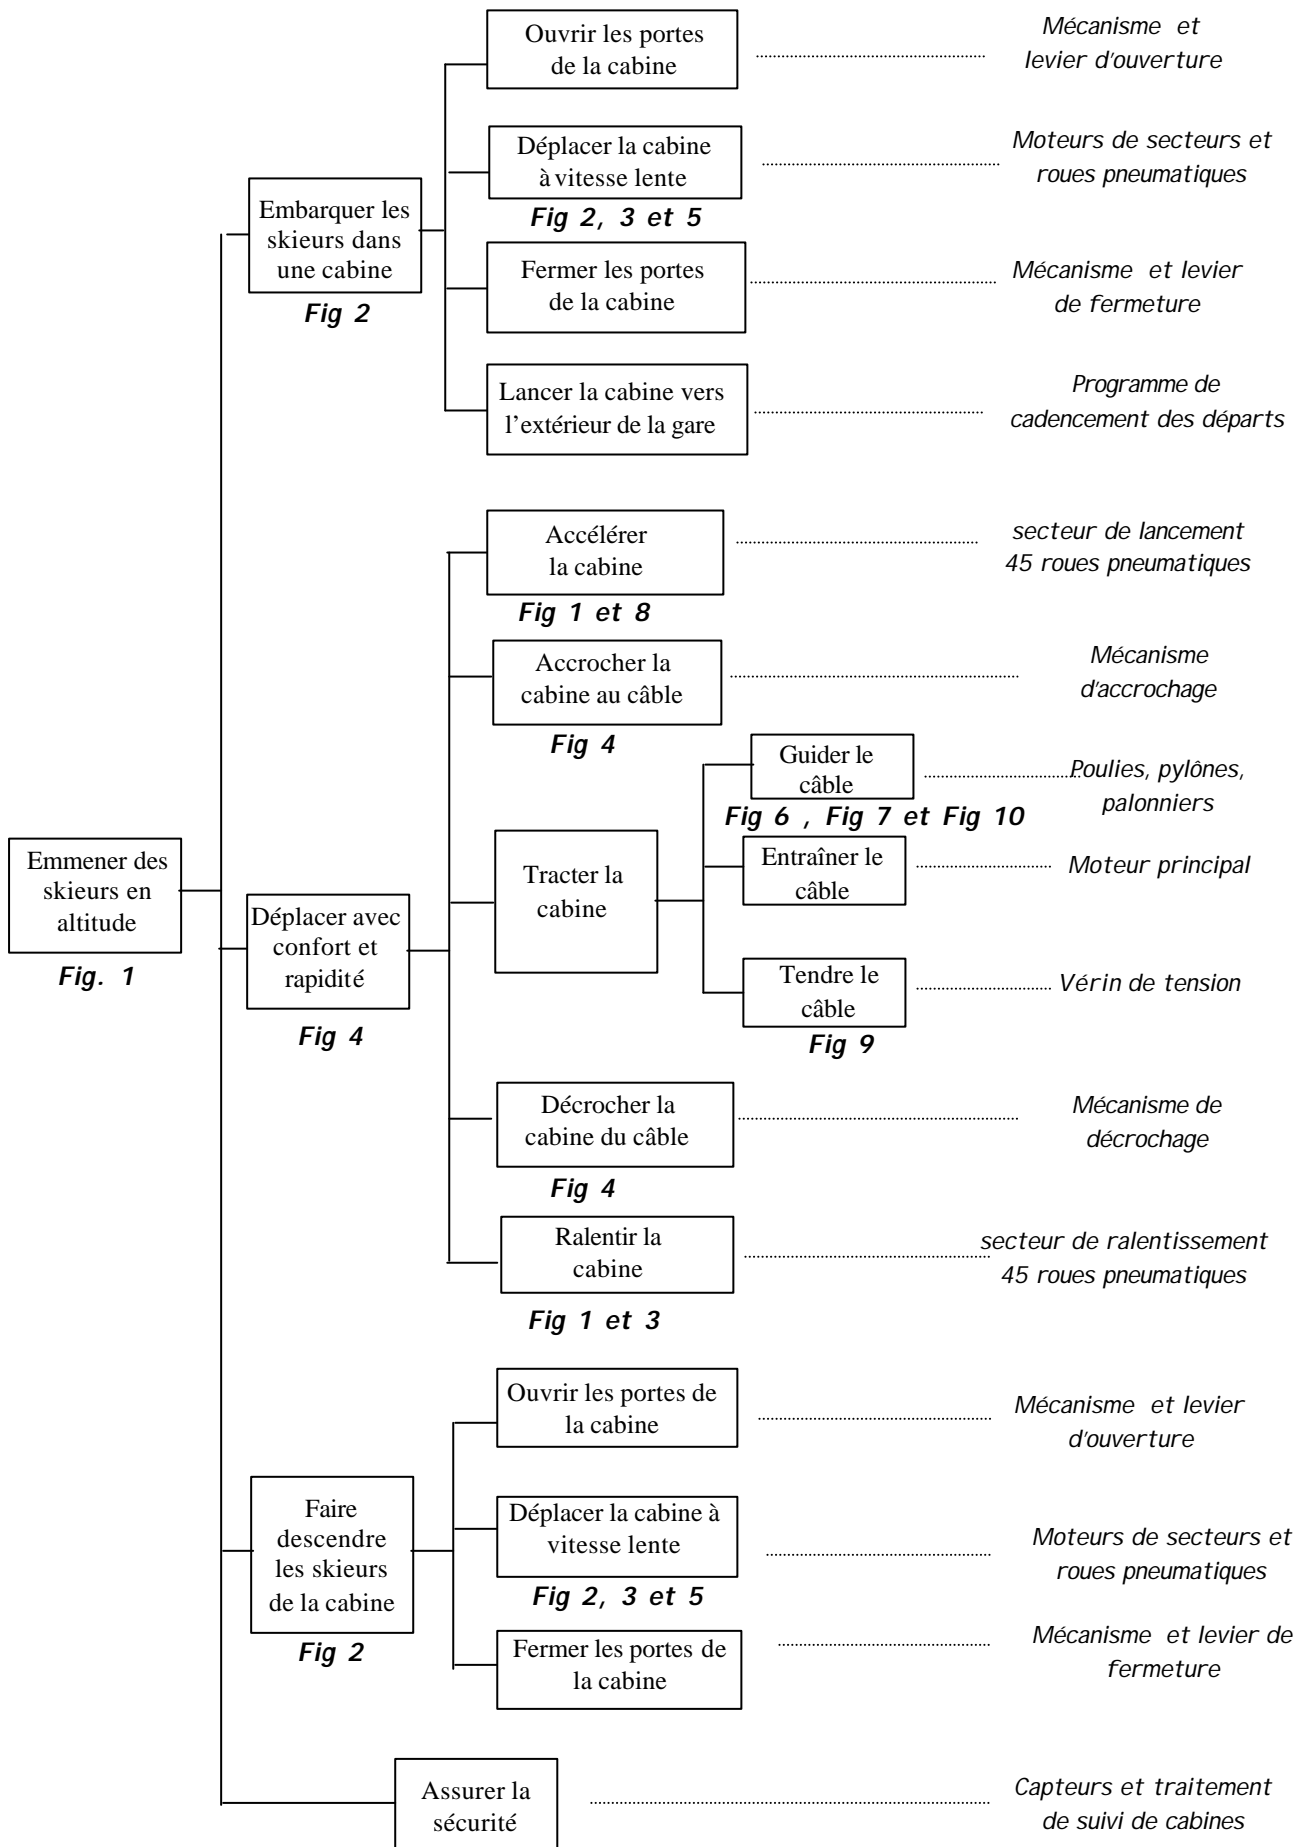 Ouvrir les portes
de la cabine
Mécanisme et
levier d'ouverture
Déplacer la cabine
à vitesse lente
Fig 2, 3 et 5
Moteurs de secteurs et
roues pneumatiques
Embarquer les
skieurs dans
une cabine
Fig 2
Fermer les portes
de la cabine
Mécanisme et levier
de fermeture
Lancer la cabine vers
l'extérieur de la gare
Programme de
cadencement des départs
Accélérer
la cabine
Fig 1 et 8
secteur de lancement
45 roues pneumatiques
Accrocher la
cabine au câble
Fig 4
Mécanisme
d'accrochage
Guider le
câble
Fig 6 , Fig 7 et Fig 10
Poulies, pylônes,
palonniers
Emmener des
skieurs en
altitude
Fig. 1
Déplacer avec
confort et
rapidité
Fig 4
Tracter la
cabine
Entraîner le
câble
Moteur principal
Tendre le
câble
Fig 9
Vérin de tension
Décrocher la
cabine du câble
Fig 4
Mécanisme de
décrochage
Ralentir la
cabine
Fig 1 et 3
secteur de ralentissement
45 roues pneumatiques
Ouvrir les portes de
la cabine
Mécanisme et levier
d'ouverture
Faire
descendre
les skieurs
de la cabine
Fig 2
Déplacer la cabine à
vitesse lente
Fig 2, 3 et 5
Moteurs de secteurs et
roues pneumatiques
Fermer les portes de
la cabine
Mécanisme et levier de
fermeture
Assurer la
sécurité
Capteurs et traitement
de suivi de cabines